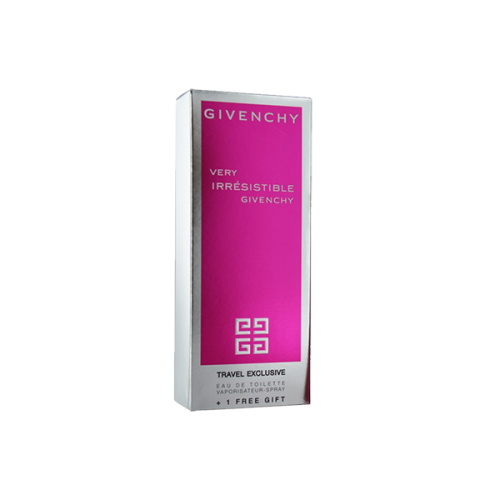 GIVENCHY
VERY
IRRÉSISTIBLE
GIVENCHY
TRAVEL EXCLUSIVE
EAU DE TOILETTE
VAPORISATEUR-SPRAY
+ 1 FREE GIFT